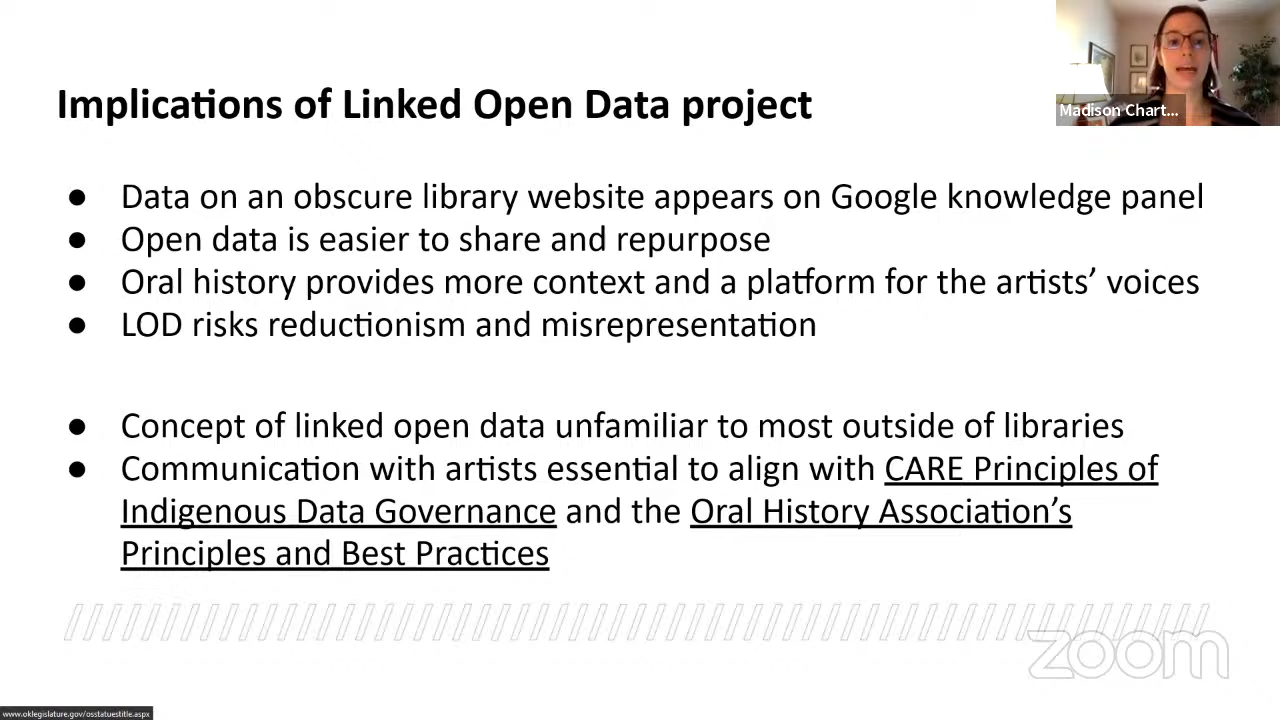 Implications of Linked Open Data project
Madison Chart...
● Data on an obscure library website appears on Google knowledge panel
● Open data is easier to share and repurpose
● Oral history provides more context and a platform for the artists’ voices
● LOD risks reductionism and misrepresentation
● Concept of linked open data unfamiliar to most outside of libraries
● Communication with artists essential to align with CARE Principles of
Indigenous Data Governance and the Oral History Association’s
Principles and Best Practices
zoom
www.oklegislature.gov/osstatuestitle.aspx